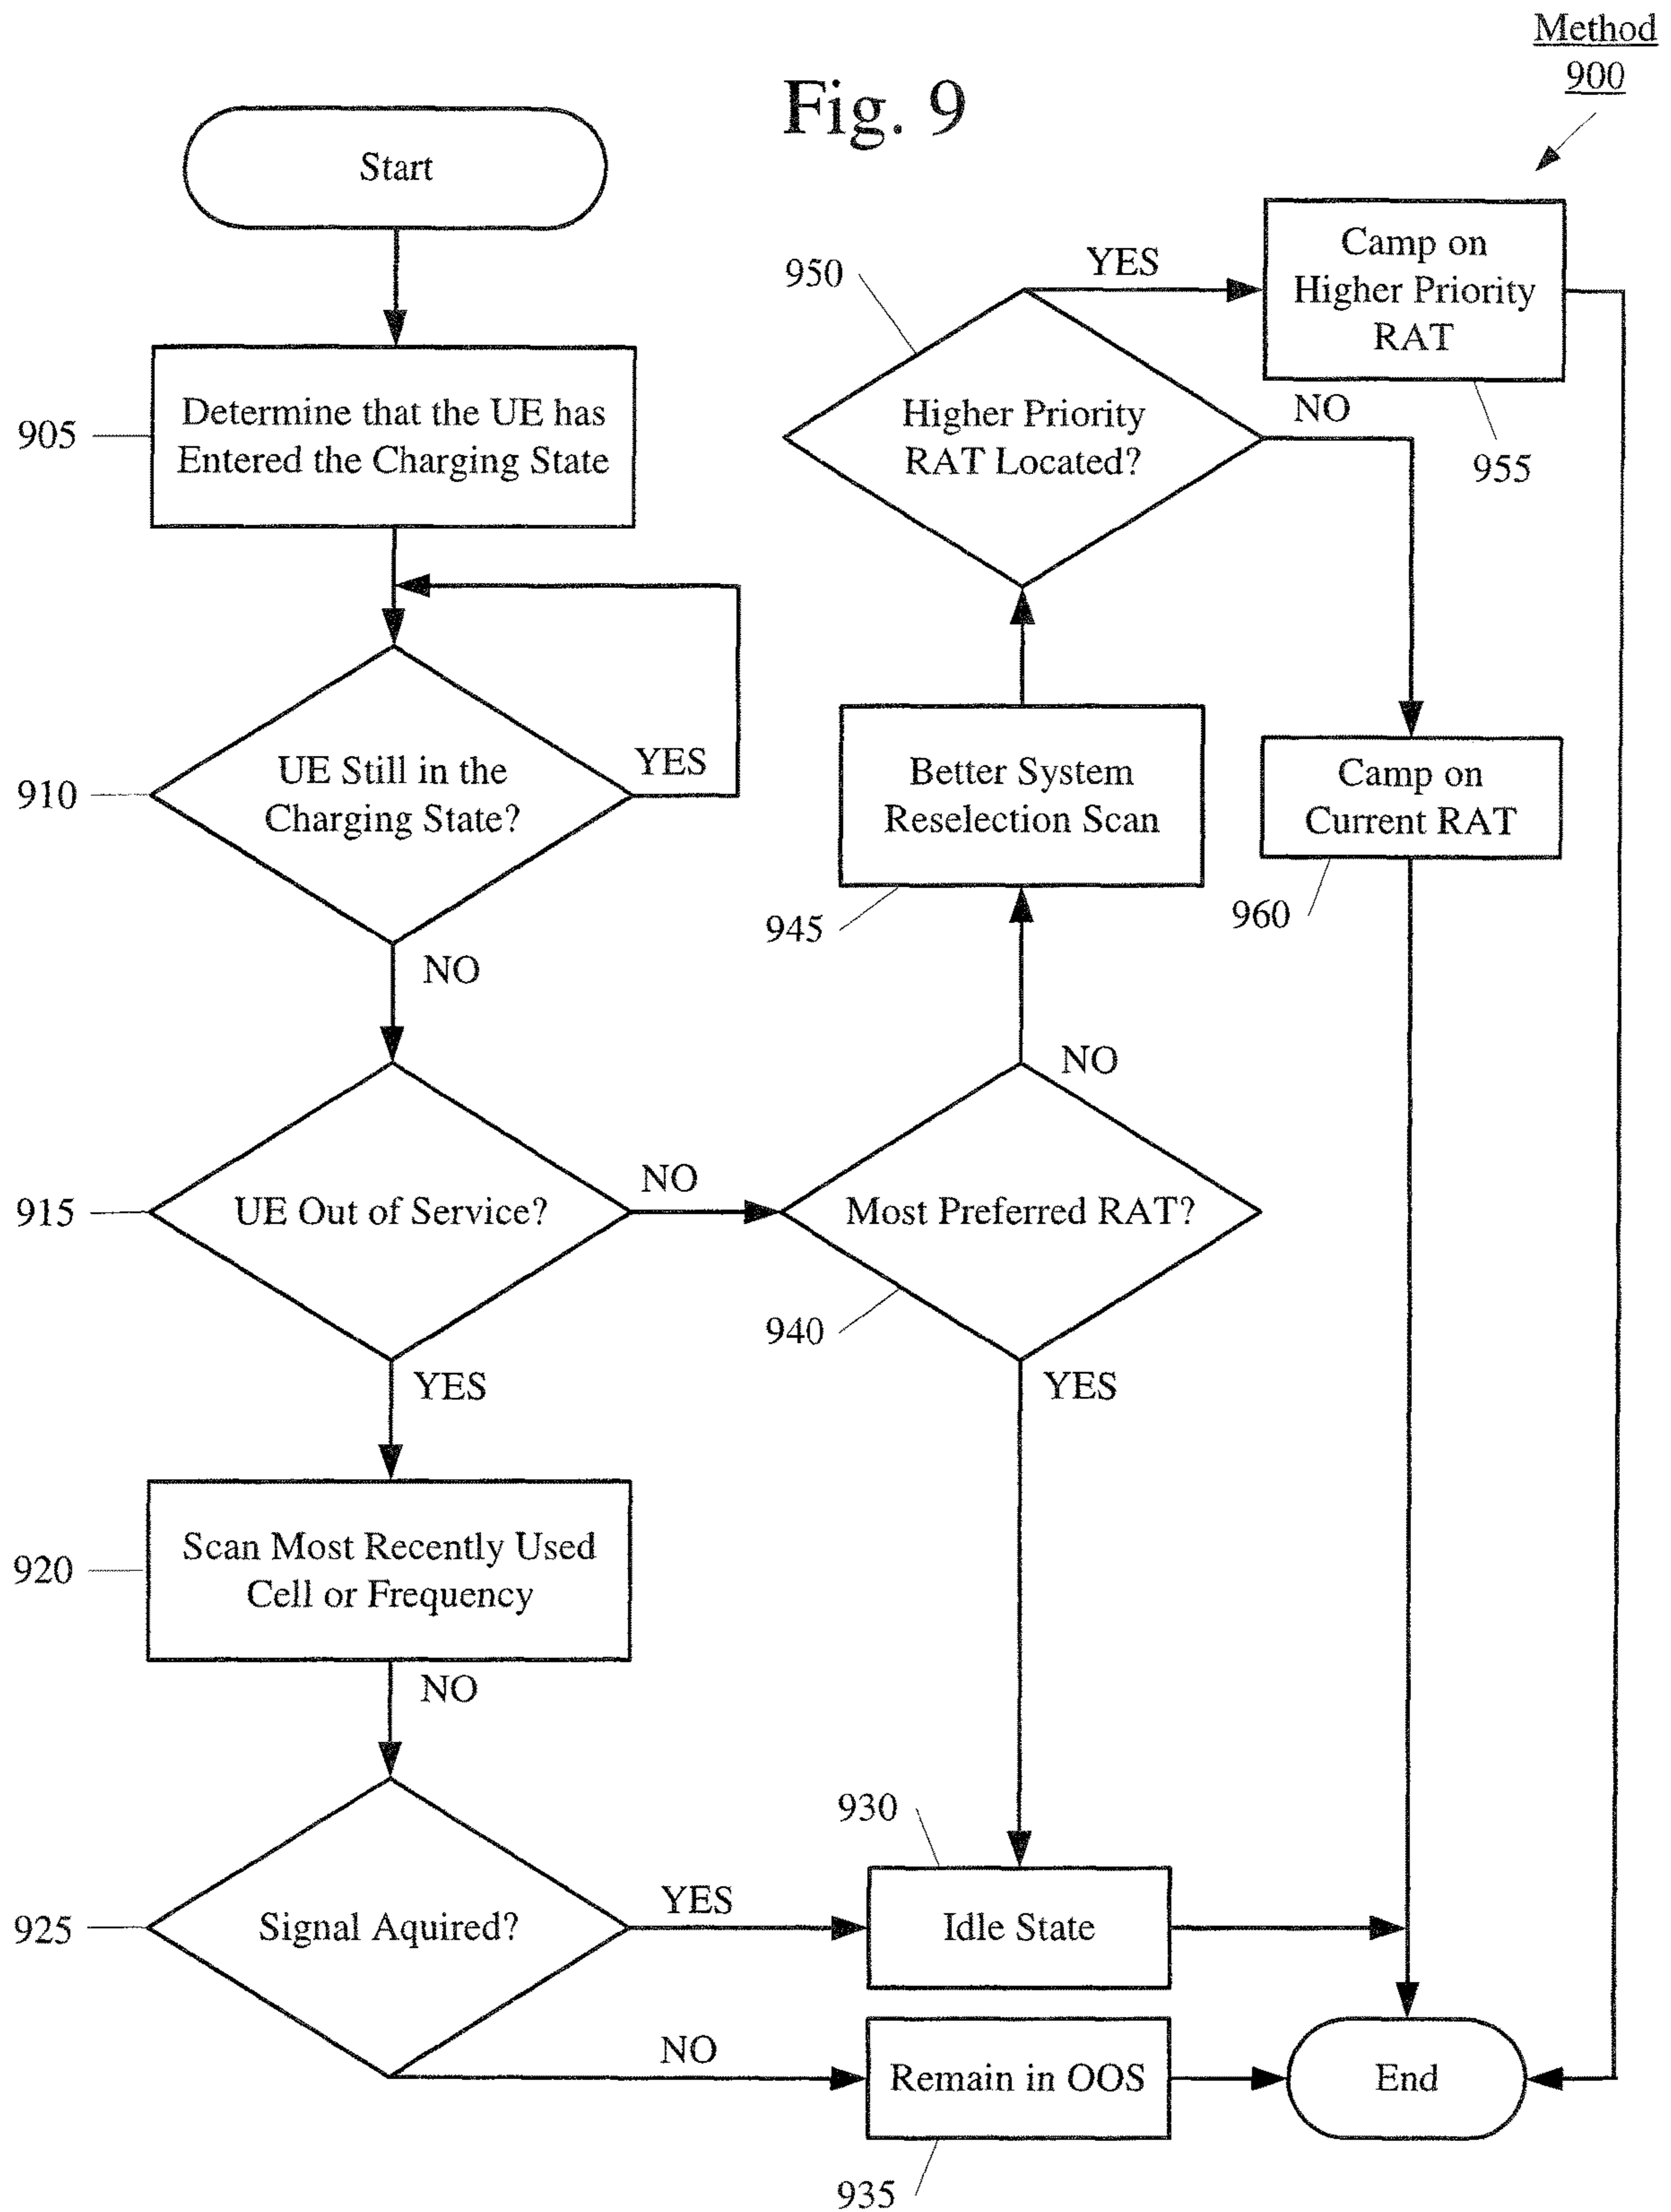 Method
900
Fig. 9
Start
905
Determine that the UE has
Entered the Charging State
910
UE Still in the
Charging State?
YES
NO
915
UE Out of Service?
NO
YES
920
Scan Most Recently Used
Cell or Frequency
NO
925
Signal Aquired?
YES
NO
930
Idle State
Remain in OOS
935
End
940
Most Preferred RAT?
NO
YES
945
Better System
Reselection Scan
950
Higher Priority
RAT Located?
YES
NO
Camp on
Higher Priority
RAT
955
Camp on
Current RAT
960